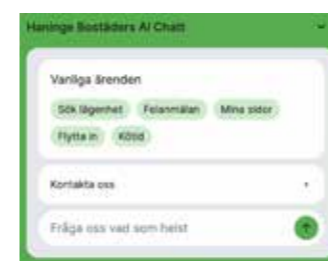 Haninge Bostäders AI Chatt
Vanliga ärenden
Sök lägenhet Felanmälan Mina sidor
Flytta in Kötid
Kontakta oss
Fråga oss vad som helst